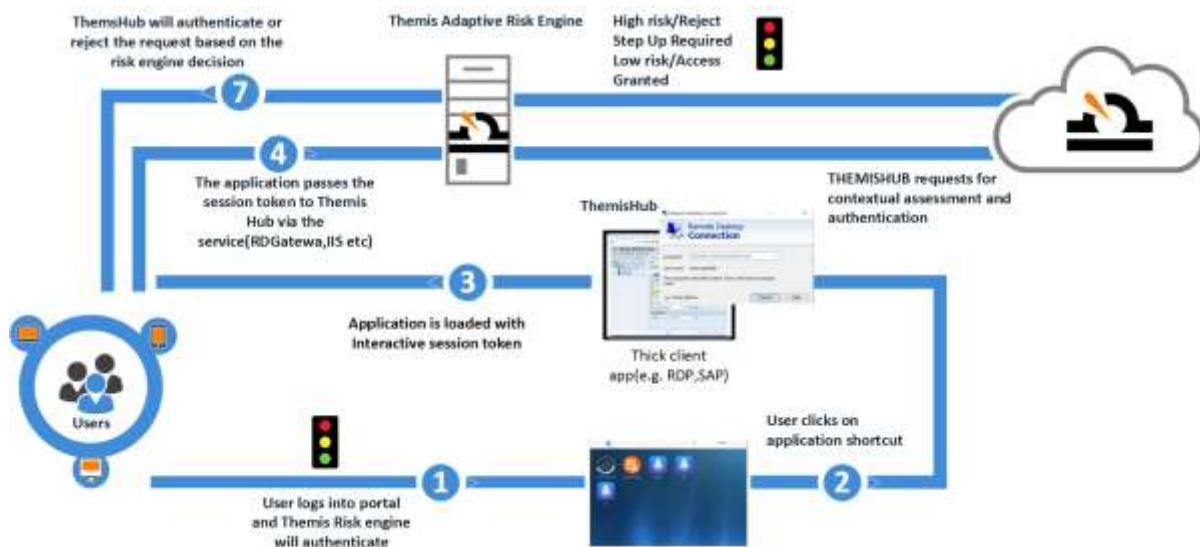 ThemsHub will authenticate or
reject the request based on the
risk engine decision
Themis Adaptive Risk Engine
High risk/Reject
Step Up Required
Low risk/Access
Granted
7
4
The application passes the
session token to Themis
Hub via the
service(RDGatewa,IIS etc)
THEMISHUB requests for
contextual assessment and
authentication
ThemisHub
Remote Desktop
Connection
3
Application is loaded with
Interactive session token
Thick client
app(e.g. RDP,SAP)
Users
User clicks on
application shortcut
1
2
User logs into portal
and Themis Risk engine
will authenticate